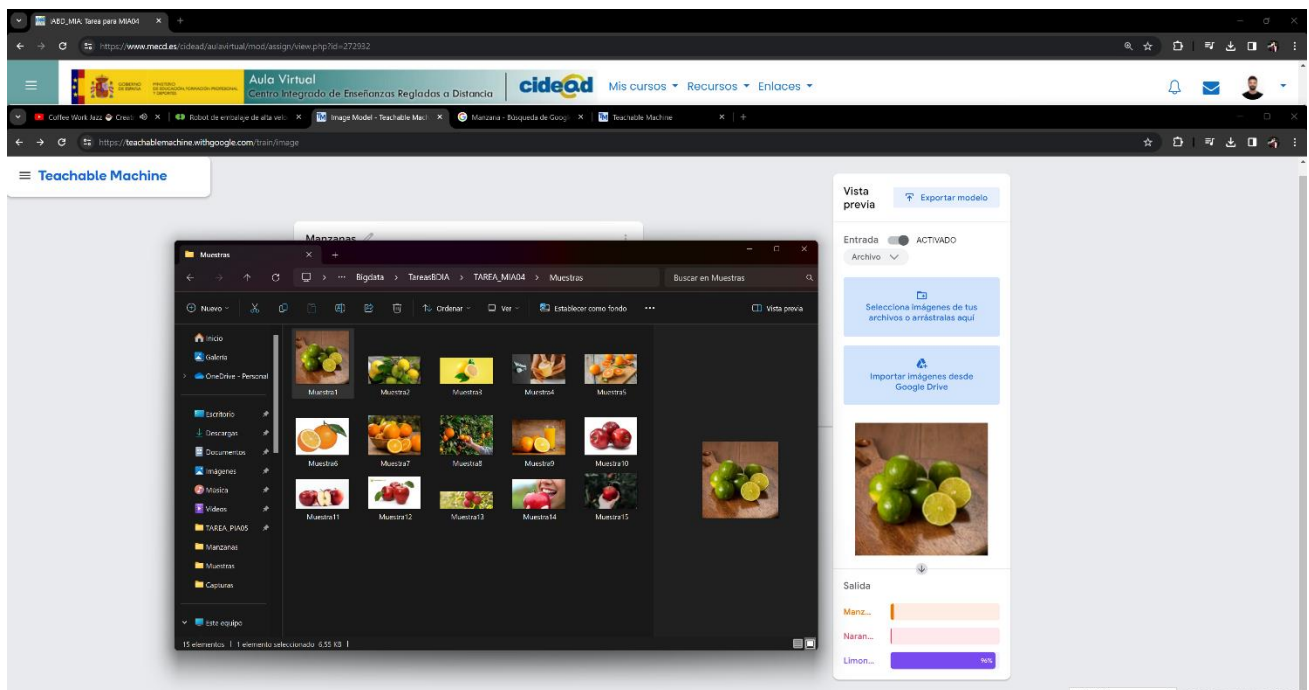 ABD_MIA: Tarea para MIA04
https://www.mecd.es/cidead/aulavirtual/mod/assign/view.php?id=272932
GOBIERNO DE ESPAÑA
Aula Virtual
Centro Integrado de Enseñanzas Regladas a Distancia
cidead
Mis cursos
Recursos
Enlaces
Coffee Work Jazz
Robot de embalaje de alta velo
Image Model - Teachable Mach
Manzana - Búsqueda de Goog
Teachable Machine
https://teachablemachine.withgoogle.com/train/image
Teachable Machine
Manzanas
Muestras
Bigdata > TareasBDIA > TAREA_MIA04 > Muestras
Buscar en Muestras
Nuevo
Ordenar
Ver
Establecer como fondo
Vista previa
Inicio
Galería
OneDrive - Personal
Escritorio
Descargas
Documentos
Imágenes
Música
Vídeos
TAREA_PIA05
Manzanas
Muestras
Capturas
Este equipo
Muestra1
Muestra2
Muestra3
Muestra4
Muestra5
Muestra6
Muestra7
Muestra8
Muestra9
Muestra10
Muestra11
Muestra12
Muestra13
Muestra14
Muestra15
15 elementos
1 elemento seleccionado 6,55 KB
Vista previa
Exportar modelo
Entrada
ACTIVADO
Archivo
Selecciona imágenes de tus
archivos o arrástralas aquí
Importar imágenes desde
Google Drive
Salida
Manz...
Naran...
Limon...
96%